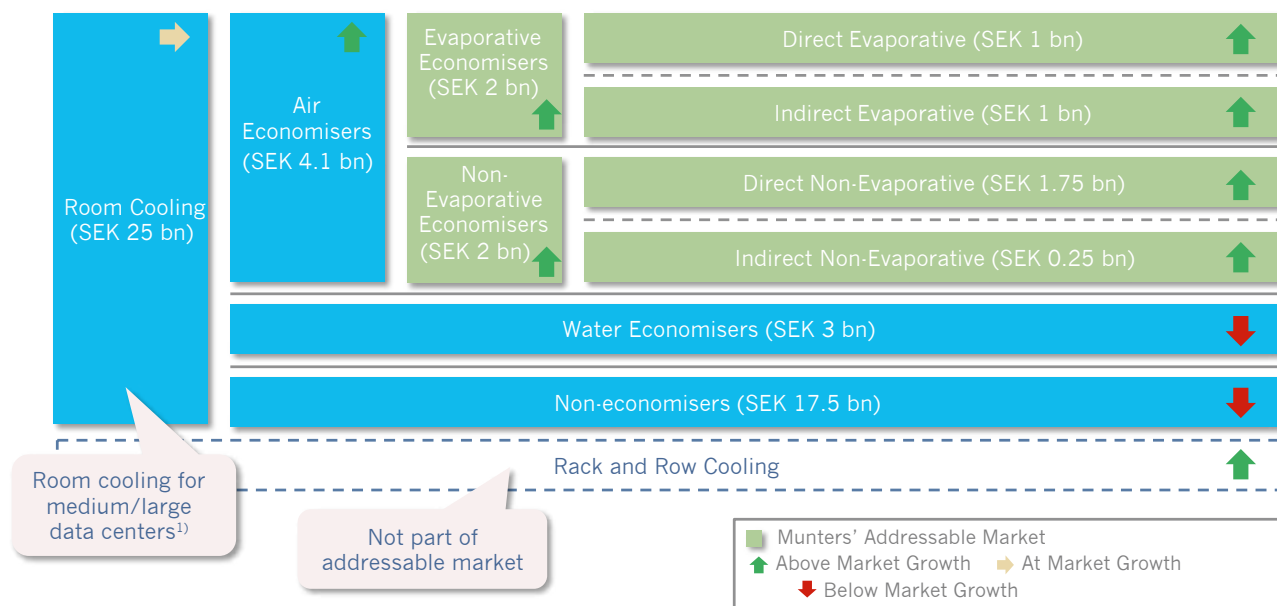 Room Cooling
(SEK 25 bn)
Air
Economisers
(SEK 4.1 bn)
Evaporative
Economisers
(SEK 2 bn)
Non-
Evaporative
Economisers
(SEK 2 bn)
Direct Evaporative (SEK 1 bn)
Indirect Evaporative (SEK 1 bn)
Direct Non-Evaporative (SEK 1.75 bn)
Indirect Non-Evaporative (SEK 0.25 bn)
Water Economisers (SEK 3 bn)
Non-economisers (SEK 17.5 bn)
Rack and Row Cooling
Room cooling for
medium/large
data centers1)
Not part of
addressable market
Munters' Addressable Market
Above Market Growth
At Market Growth
Below Market Growth